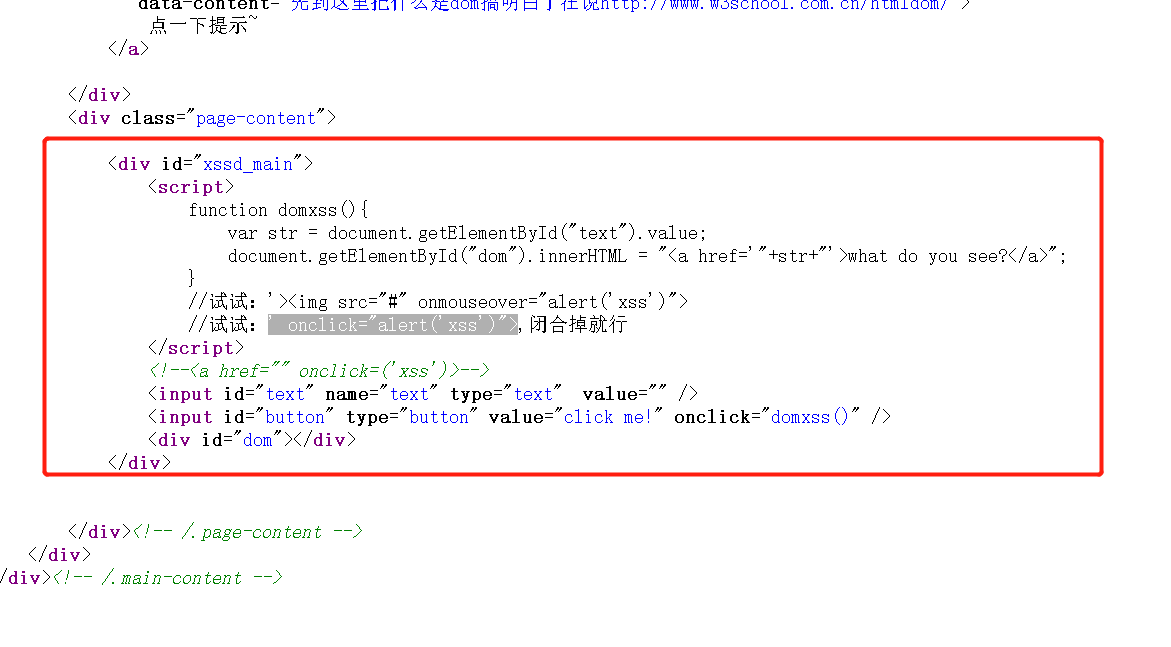 data-content="先到这里把什么是dom搞明白了在说http://www.w3school.com.cn/htmldom/">
点一下提示~
</a>
</div>
<div class="page-content">
<div id="xssd_main">
<script>
function domxss(){
var str = document.getElementById("text").value;
document.getElementById("dom").innerHTML = "<a href='"+str+"'>what do you see?</a>";
}
//试试：'><img src="#" onmouseover="alert('xss')">
//试试：' onclick="alert('xss')">,闭合掉就行
</script>
<!--<a href="" onclick=('xss')>-->
<input id="text" name="text" type="text"  value="" />
<input id="button" type="button" value="click me!" onclick="domxss()" />
<div id="dom"></div>
</div>
</div><!-- /.page-content -->
</div>
/div><!-- /.main-content -->